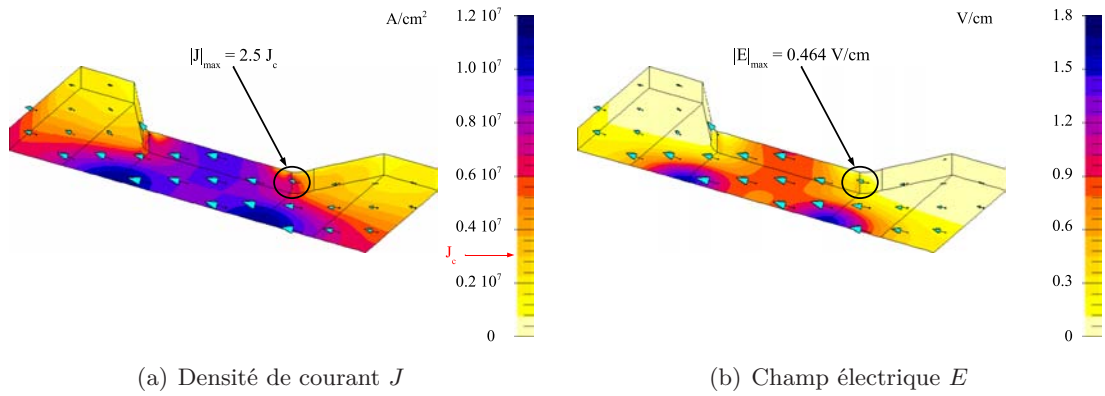 A/cm²
1.2 10⁷
1.0 10⁷
0.8 10⁷
0.6 10⁷
0.4 10⁷
0.2 10⁷
0
|J|max = 2.5 Jc
Jc
(a) Densité de courant J
V/cm
1.8
1.5
1.2
0.9
0.6
0.3
0
|E|max = 0.464 V/cm
(b) Champ électrique E